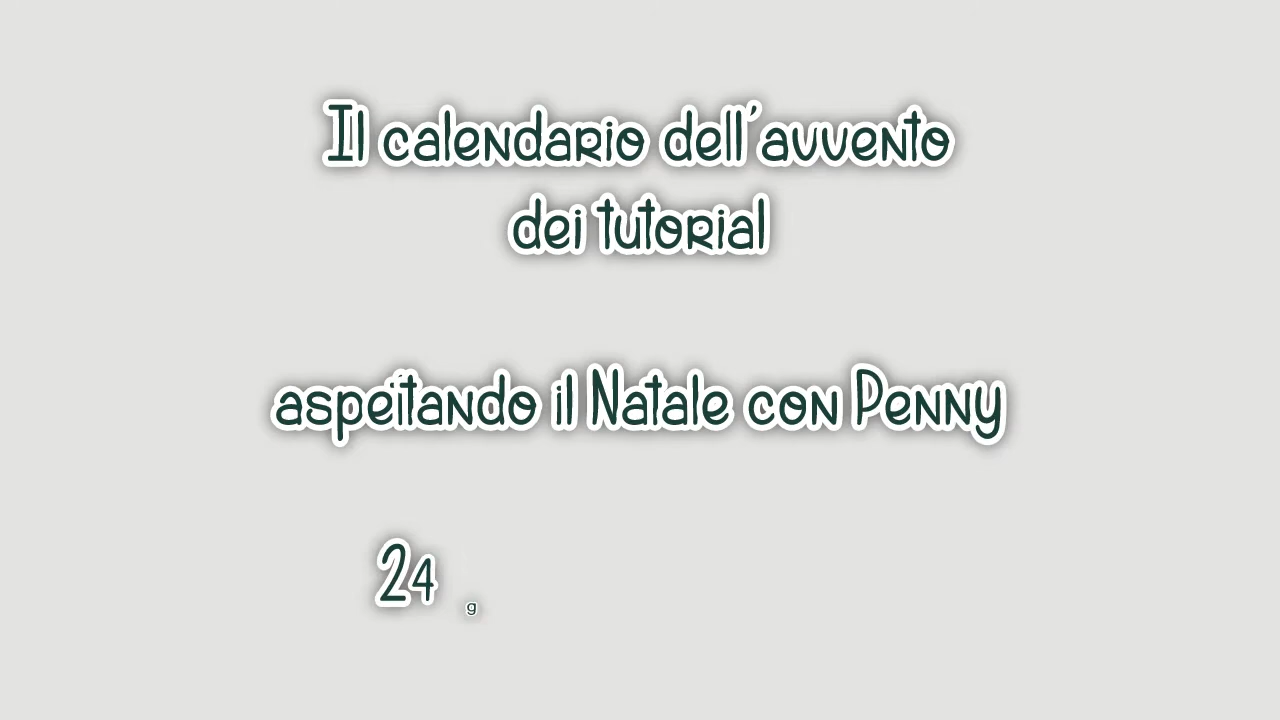 Il calendario dell'avvento
dei tutorial
aspettando il Natale con Penny
24 g